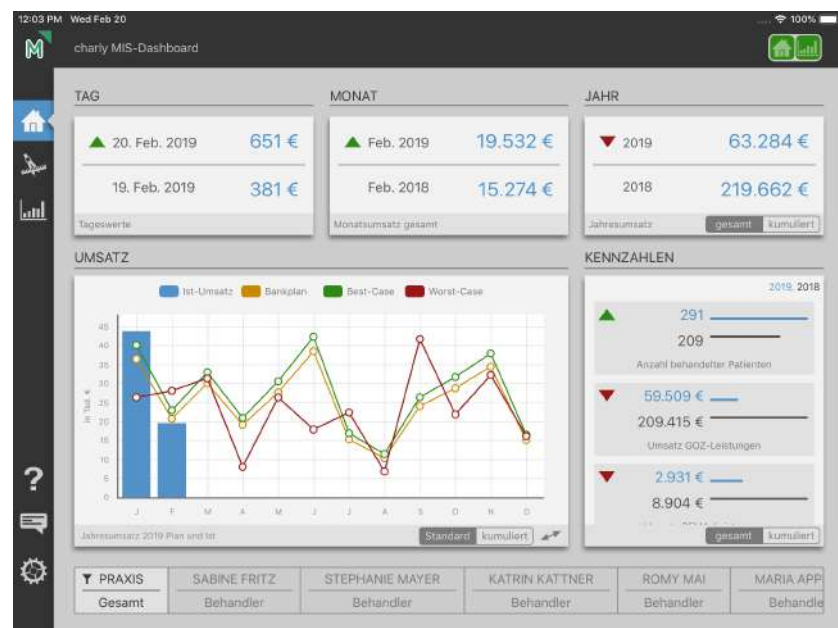 12:03 PM Wed Feb 20
100%
M
charly MIS-Dashboard
TAG
MONAT
JAHR
20. Feb. 2019 651 €
19. Feb. 2019 381 €
Tageswerte
Feb. 2019 19.532 €
Feb. 2018 15.274 €
Monatsumsatz gesamt
2019 63.284 €
2018 219.662 €
Jahresumsatz gesamt kumuliert
UMSATZ
KENNZAHLEN
Ist-Umsatz Bankplan Best-Case Worst-Case
in Tsd. €
45
40
35
30
25
20
15
10
5
0
J F M A M J J A S O N D
Jahresumsatz 2019 Plan und Ist
Standard kumuliert
2019, 2018
291
209
Anzahl behandelter Patienten
59.509 €
209.415 €
Umsatz GOZ-Leistungen
2.931 €
8.904 €
gesamt kumuliert
?
PRAXIS SABINE FRITZ STEPHANIE MAYER KATRIN KATTNER ROMY MAI MARIA APP
Gesamt Behandler Behandler Behandler Behandler Behandle